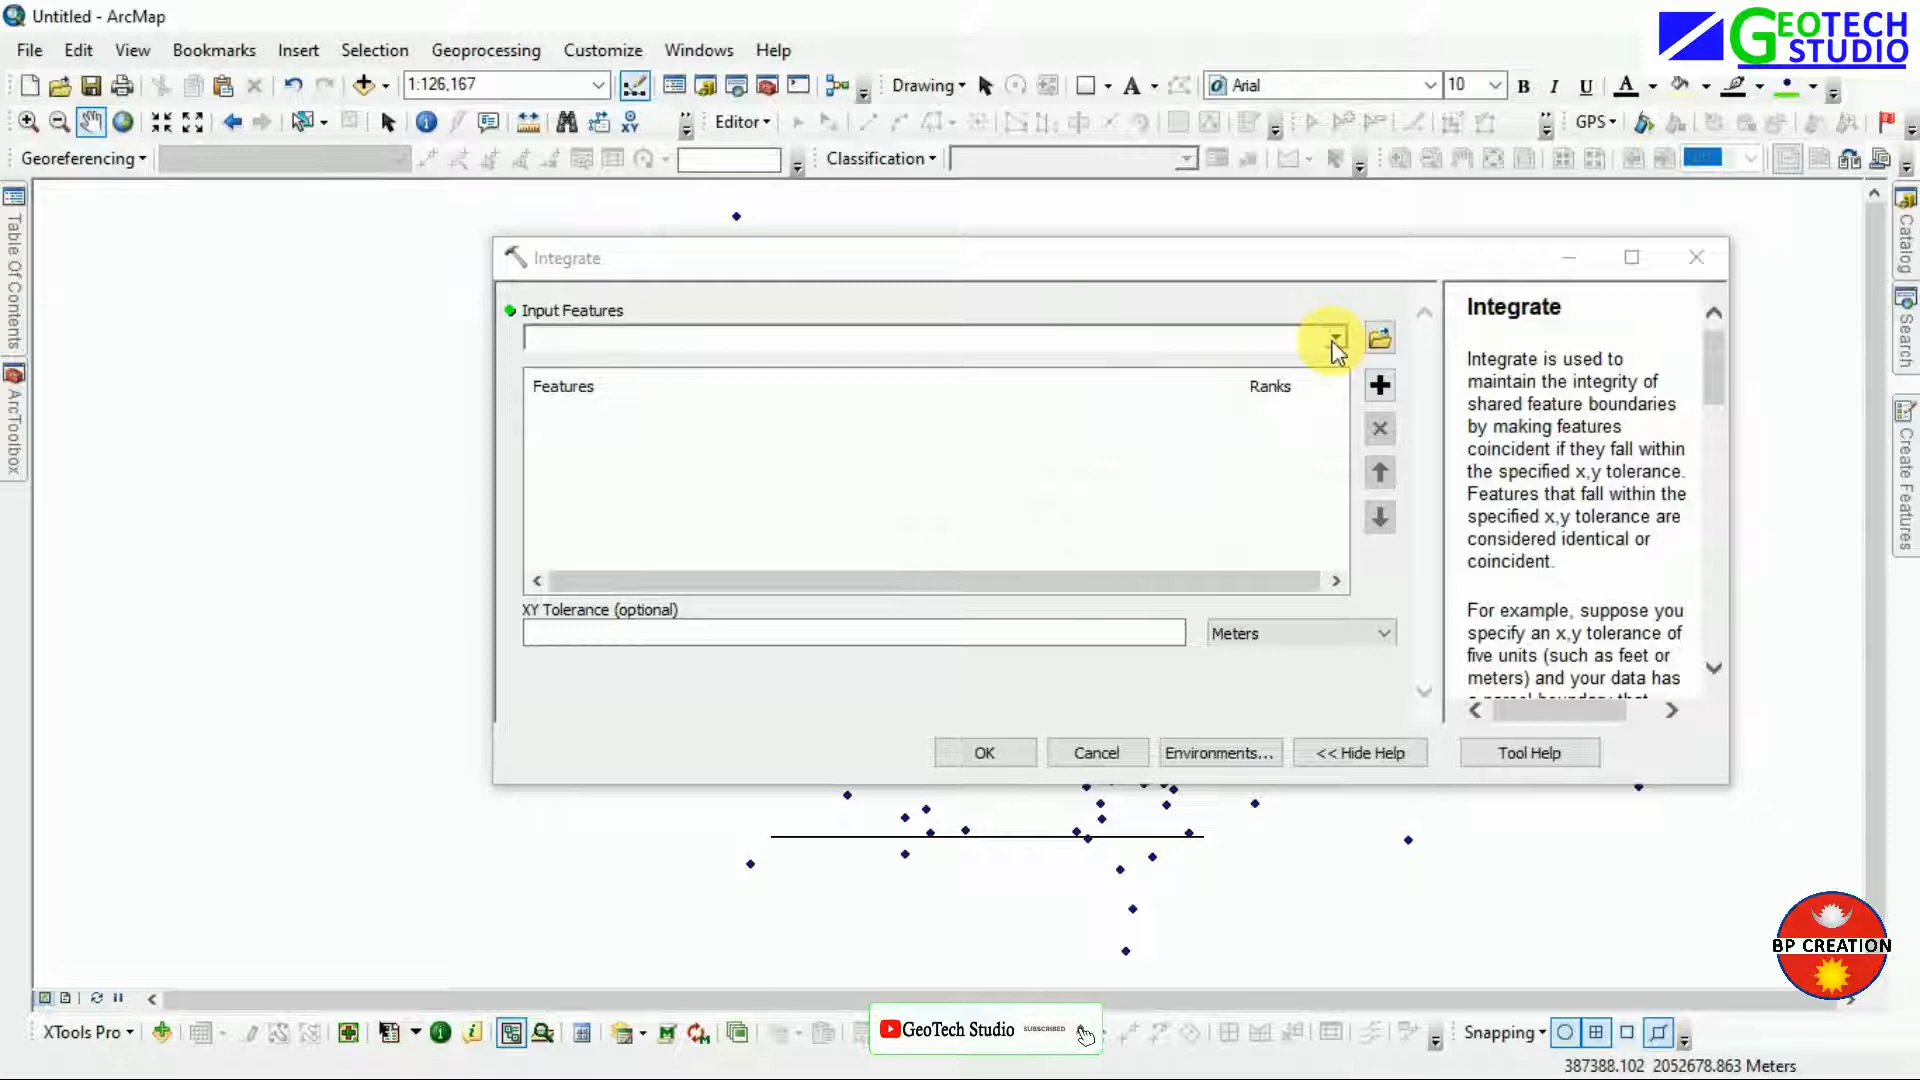 Untitled - ArcMap
GEOTECH
STUDIO
File Edit View Bookmarks Insert Selection Geoprocessing Customize Windows Help
1:126,167 Drawing A Arial 10 B I U A
XY Editor GPS
Georeferencing Classification
Table Of Contents
ArcToolbox
Catalog
Search
Create Features
Integrate
Input Features
Features Ranks
XY Tolerance (optional)
Meters
OK Cancel Environments... << Hide Help Tool Help
Integrate
Integrate is used to
maintain the integrity of
shared feature boundaries
by making features
coincident if they fall within
the specified x,y tolerance.
Features that fall within the
specified x,y tolerance are
considered identical or
coincident.
For example, suppose you
specify an x,y tolerance of
five units (such as feet or
meters) and your data has
a parcel boundary that
BP CREATION
XTools Pro GeoTech Studio SUBSCRIBED Snapping
387388.102 2052678.863 Meters